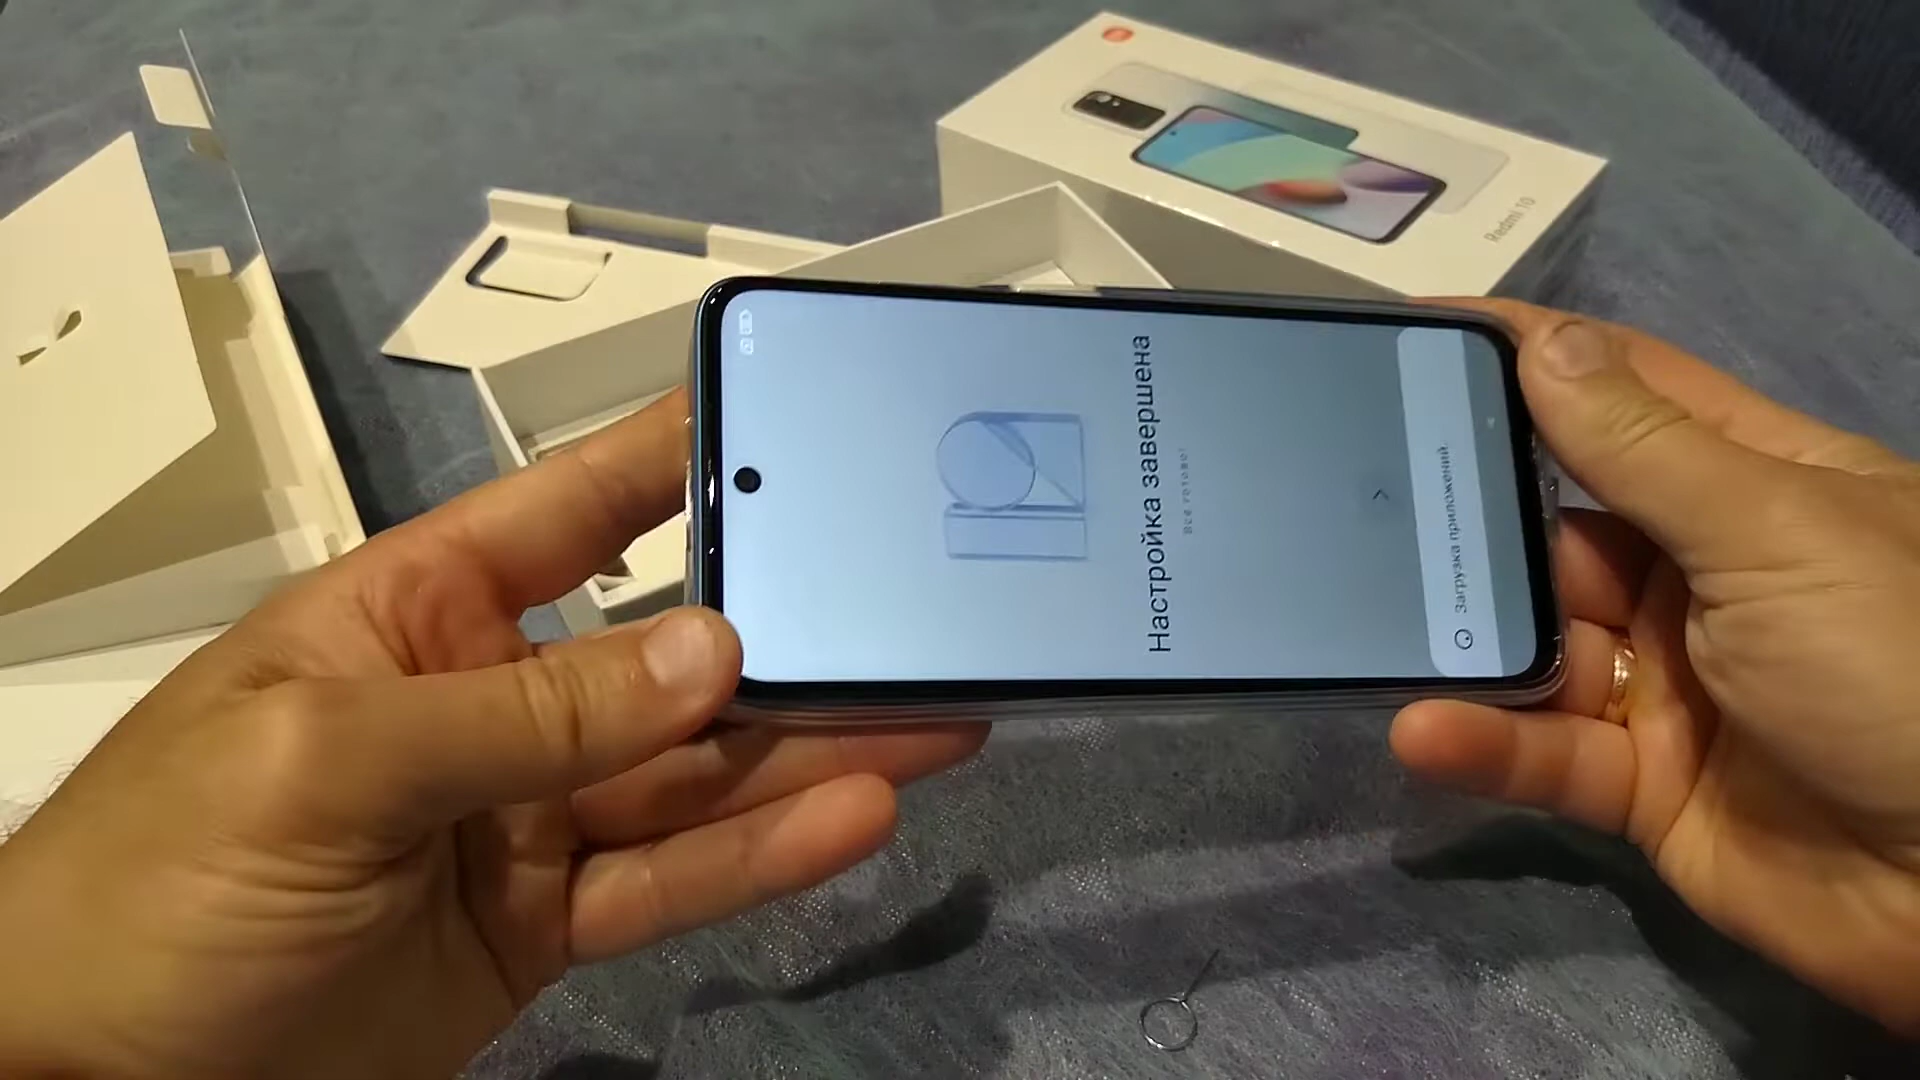 Redmi 10
Настройка завершена
Все готово!
Загрузка приложений.